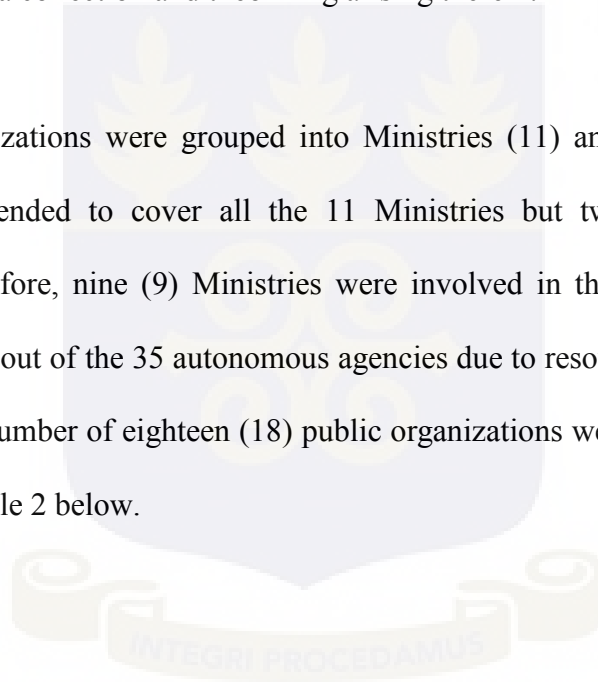 izations were grouped into Ministries (11) an
ended to cover all the 11 Ministries but tw
fore, nine (9) Ministries were involved in th
out of the 35 autonomous agencies due to reso
umber of eighteen (18) public organizations we
le 2 below.
INTEGRI PROCEDAMUS